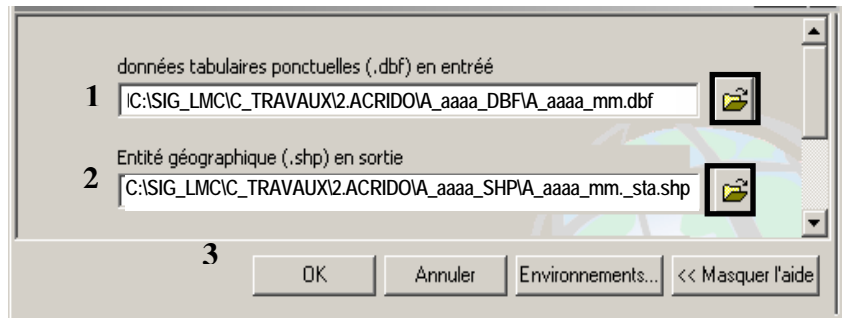 données tabulaires ponctuelles (.dbf) en entréé
1 C:\SIG_LMC\C_TRAVAUX\2.ACRIDO\A_aaaa_DBF\A_aaaa_mm.dbf
Entité géographique (.shp) en sortie
2 C:\SIG_LMC\C_TRAVAUX\2.ACRIDO\A_aaaa_SHP\A_aaaa_mm._sta.shp
3
OK Annuler Environnements... << Masquer l'aide